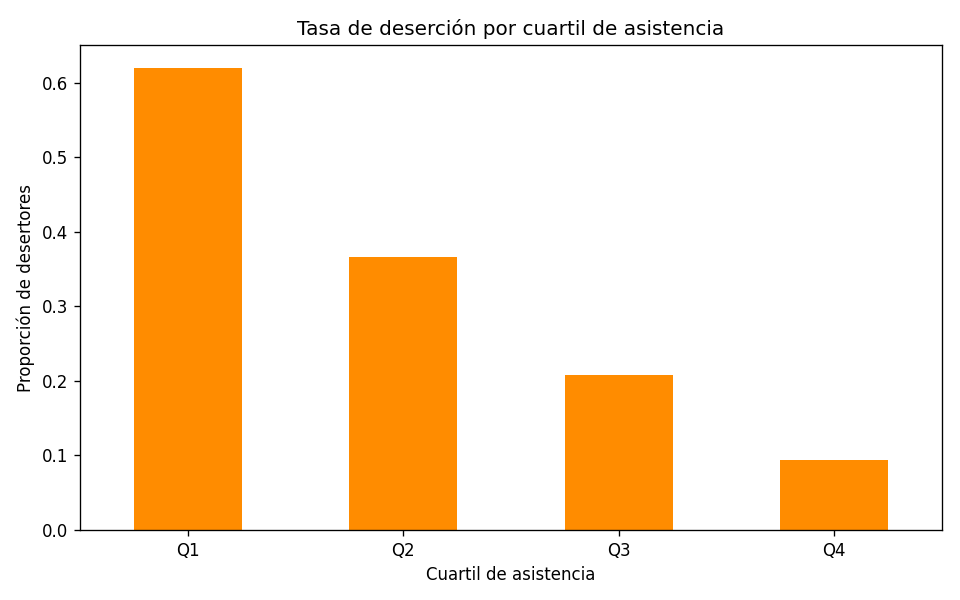 Tasa de deserción por cuartil de asistencia
Proporción de desertores
0.6
0.5
0.4
0.3
0.2
0.1
0.0
Q1 Q2 Q3 Q4
Cuartil de asistencia